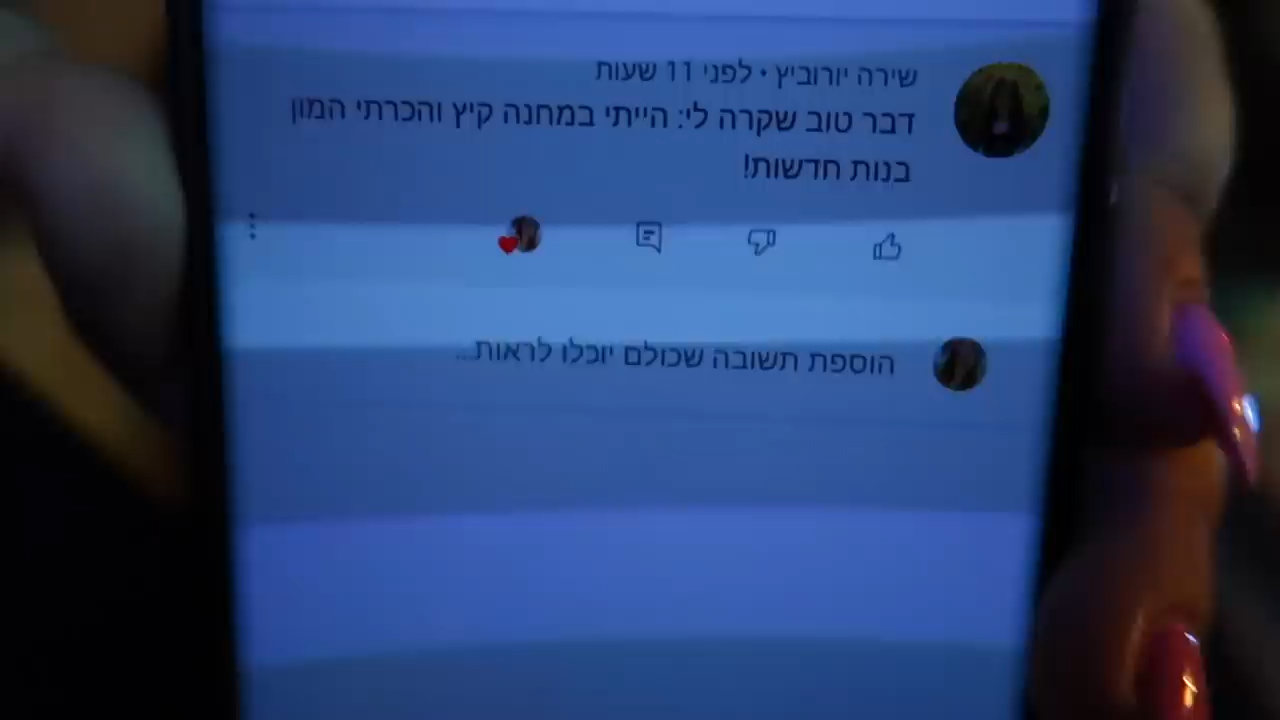 שירה יורוביץ • לפני 11 שעות
דבר טוב שקרה לי: הייתי במחנה קיץ והכרתי המון
בנות חדשות!
הוספת תשובה שכולם יוכלו לראות...